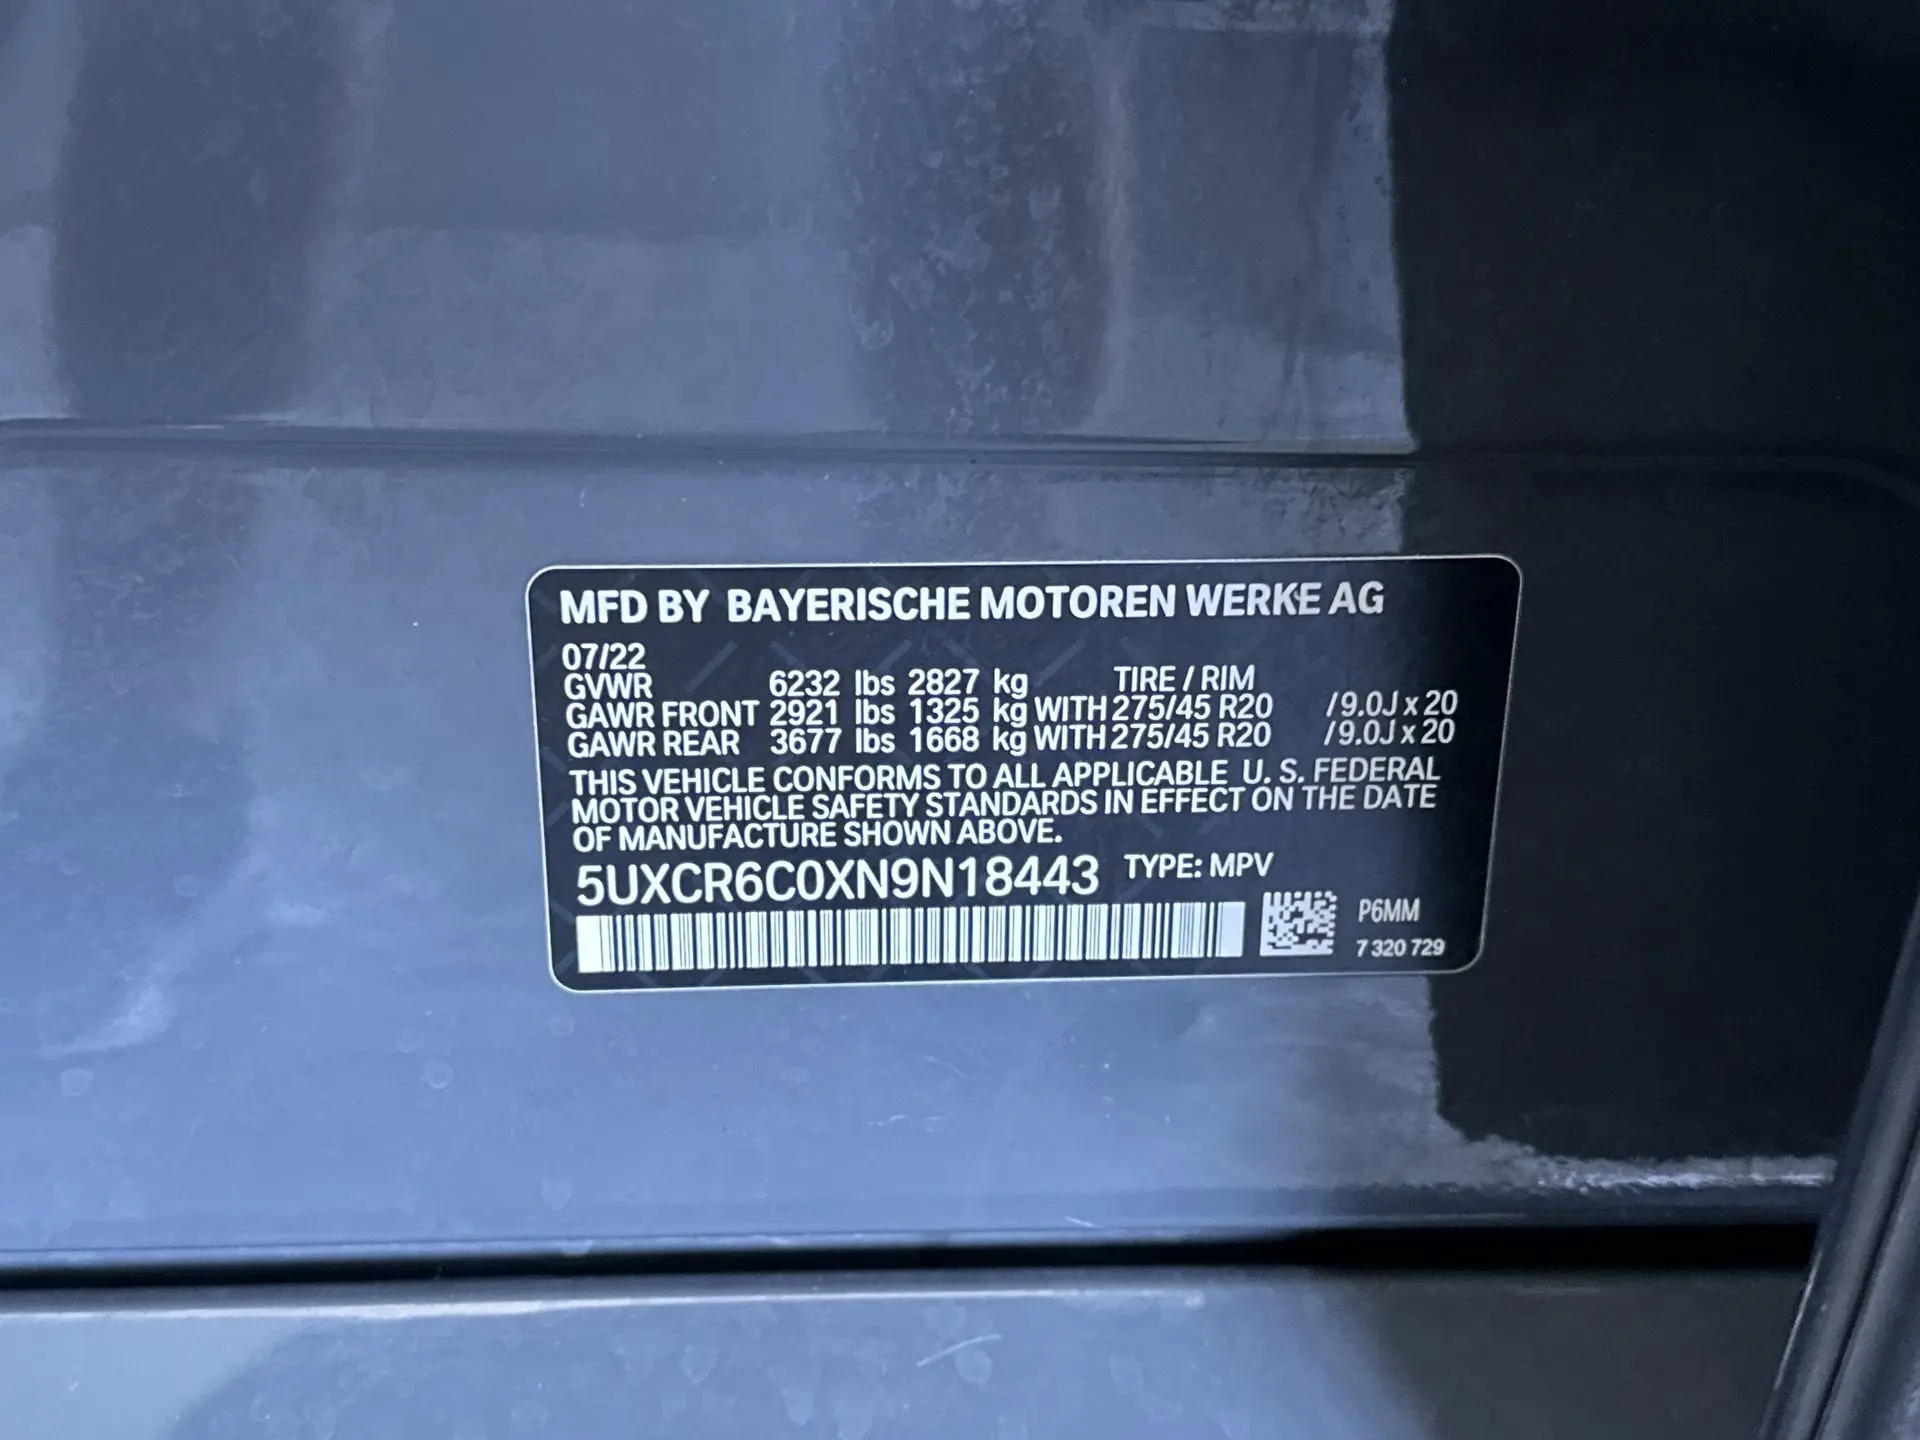 MFD BY BAYERISCHE MOTOREN WERKE AG
07/22
GVWR 6232 lbs 2827 kg TIRE / RIM
GAWR FRONT 2921 lbs 1325 kg WITH 275/45 R20 / 9.0J x 20
GAWR REAR 3677 lbs 1668 kg WITH 275/45 R20 / 9.0J x 20
THIS VEHICLE CONFORMS TO ALL APPLICABLE U. S. FEDERAL
MOTOR VEHICLE SAFETY STANDARDS IN EFFECT ON THE DATE
OF MANUFACTURE SHOWN ABOVE.
5UXCR6C0XN9N18443 TYPE: MPV
P6MM
7 320 729